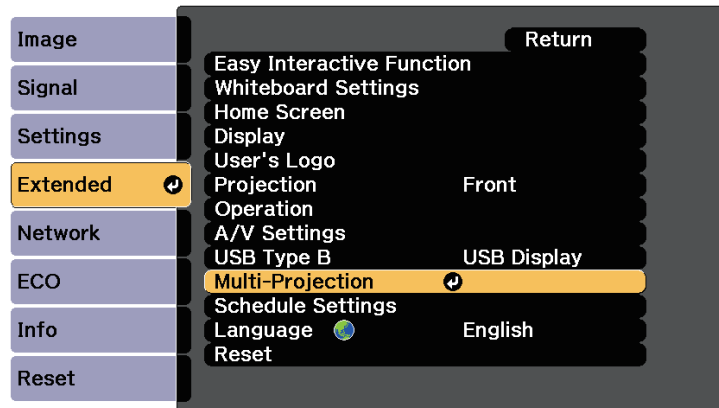 Image
Signal
Settings
Extended
Network
ECO
Info
Reset
Return
Easy Interactive Function
Whiteboard Settings
Home Screen
Display
User's Logo
Projection Front
Operation
A/V Settings
USB Type B USB Display
Multi-Projection
Schedule Settings
Language English
Reset